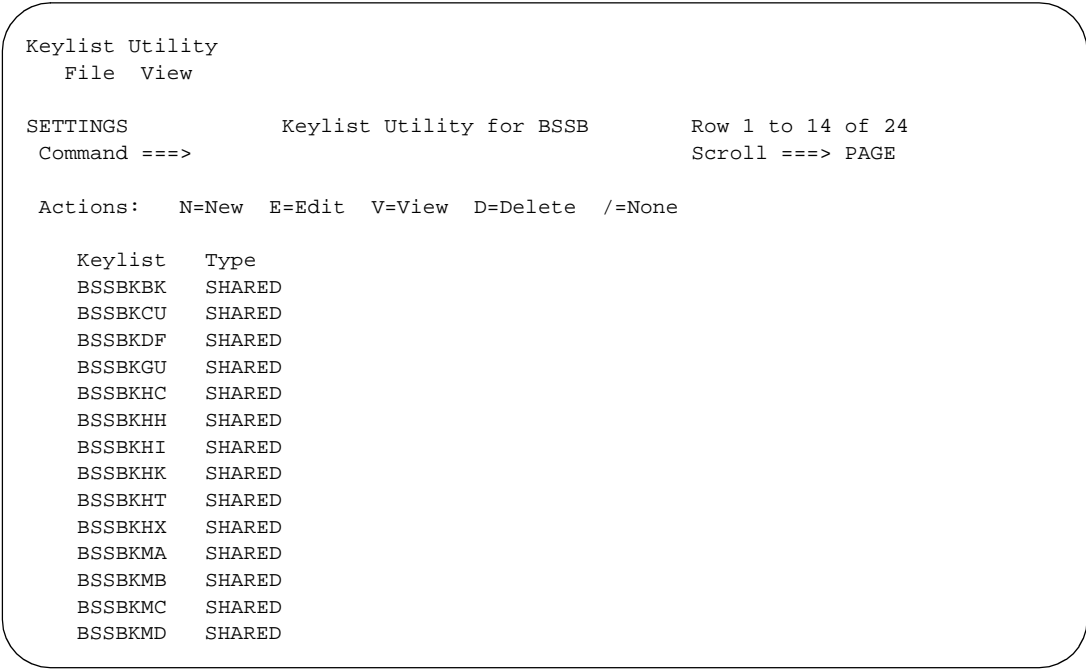 Keylist Utility
File View
SETTINGS Keylist Utility for BSSB Row 1 to 14 of 24
Command ===> Scroll ===> PAGE
Actions: N=New E=Edit V=View D=Delete /=None
Keylist Type
BSSBKBK SHARED
BSSBKCU SHARED
BSSBKDF SHARED
BSSBKGU SHARED
BSSBKHC SHARED
BSSBKHH SHARED
BSSBKHI SHARED
BSSBKHK SHARED
BSSBKHT SHARED
BSSBKHX SHARED
BSSBKMA SHARED
BSSBKMB SHARED
BSSBKMC SHARED
BSSBKMD SHARED